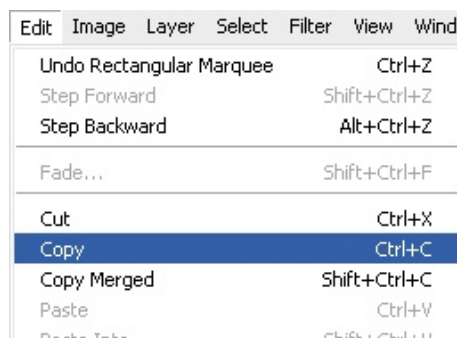 Edit Image Layer Select Filter View Wind
Undo Rectangular Marquee Ctrl+Z
Step Forward Shift+Ctrl+Z
Step Backward Alt+Ctrl+Z
Fade... Shift+Ctrl+F
Cut Ctrl+X
Copy Ctrl+C
Copy Merged Shift+Ctrl+C
Paste Ctrl+V